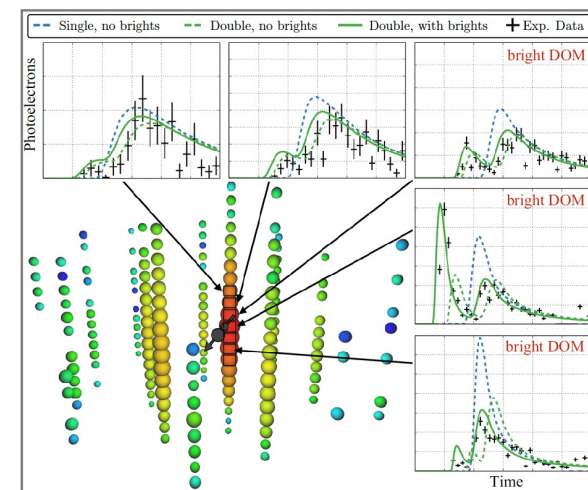 Single, no brights Double, no brights Double, with brights Exp. Data
Photoelectrons
bright DOM
bright DOM
bright DOM
Time